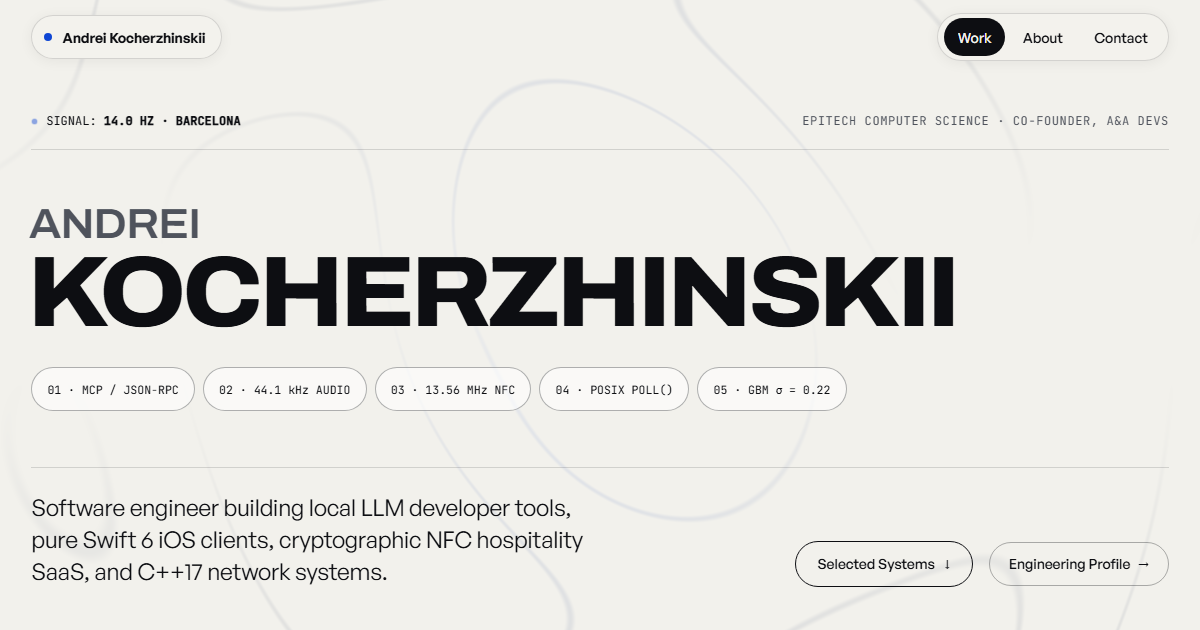 Andrei Kocherzhinskii
Work About Contact
SIGNAL: 14.0 HZ · BARCELONA
EPITECH COMPUTER SCIENCE · CO-FOUNDER, A&A DEVS
ANDREI
KOCHERZHINSKII
01 · MCP / JSON-RPC
02 · 44.1 kHz AUDIO
03 · 13.56 MHz NFC
04 · POSIX POLL()
05 · GBM σ = 0.22
Software engineer building local LLM developer tools,
pure Swift 6 iOS clients, cryptographic NFC hospitality
SaaS, and C++17 network systems.
Selected Systems ↓
Engineering Profile →